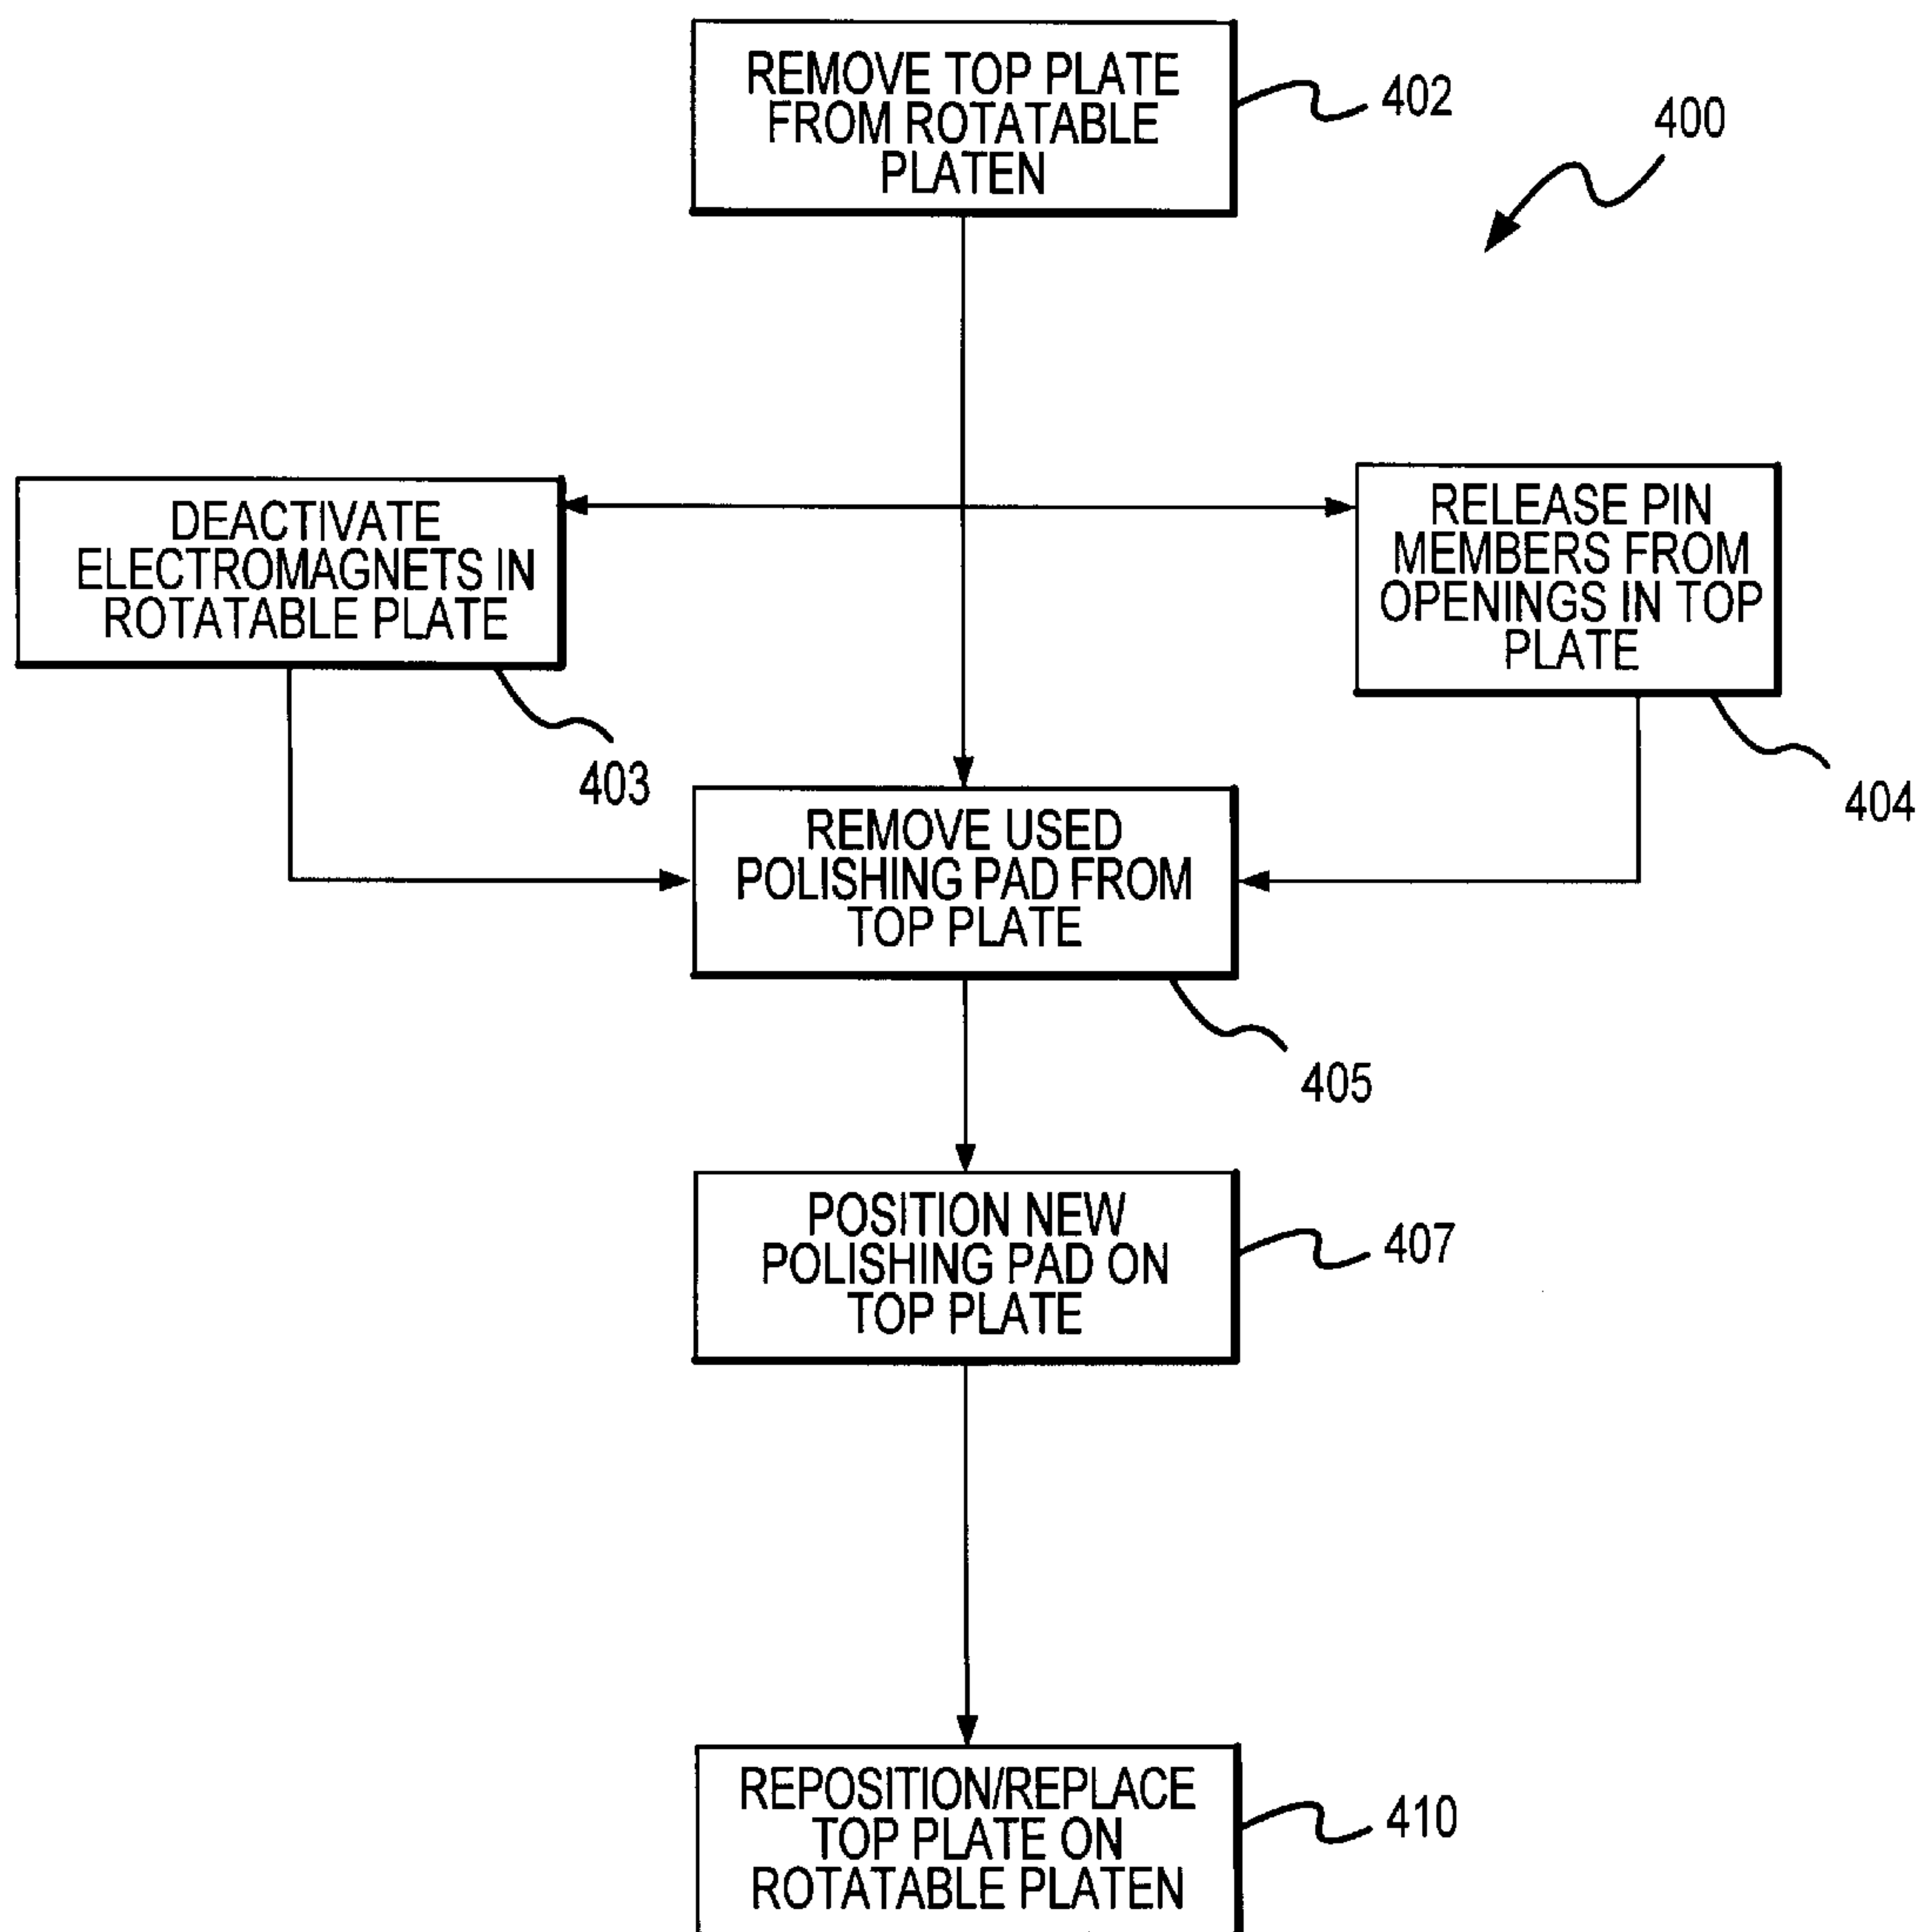 REMOVE TOP PLATE
FROM ROTATABLE
PLATEN
402
400
DEACTIVATE
ELECTROMAGNETS IN
ROTATABLE PLATE
403
RELEASE PIN
MEMBERS FROM
OPENINGS IN TOP
PLATE
404
REMOVE USED
POLISHING PAD FROM
TOP PLATE
405
POSITION NEW
POLISHING PAD ON
TOP PLATE
407
REPOSITION/REPLACE
TOP PLATE ON
ROTATABLE PLATEN
410